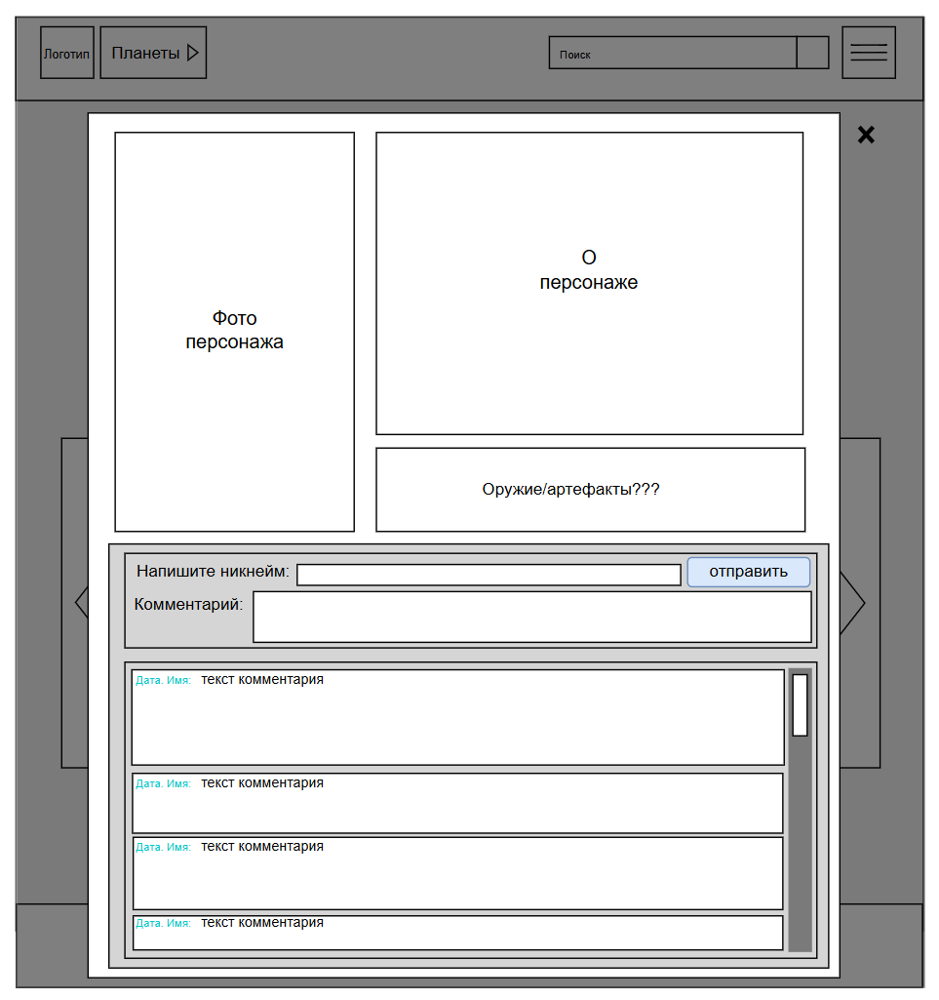 Логотип
Планеты
Поиск
Фото
персонажа
О
персонаже
Оружие/артефакты???
Напишите никнейм:
отправить
Комментарий:
Дата. Имя: текст комментария
Дата. Имя: текст комментария
Дата. Имя: текст комментария
Дата. Имя: текст комментария